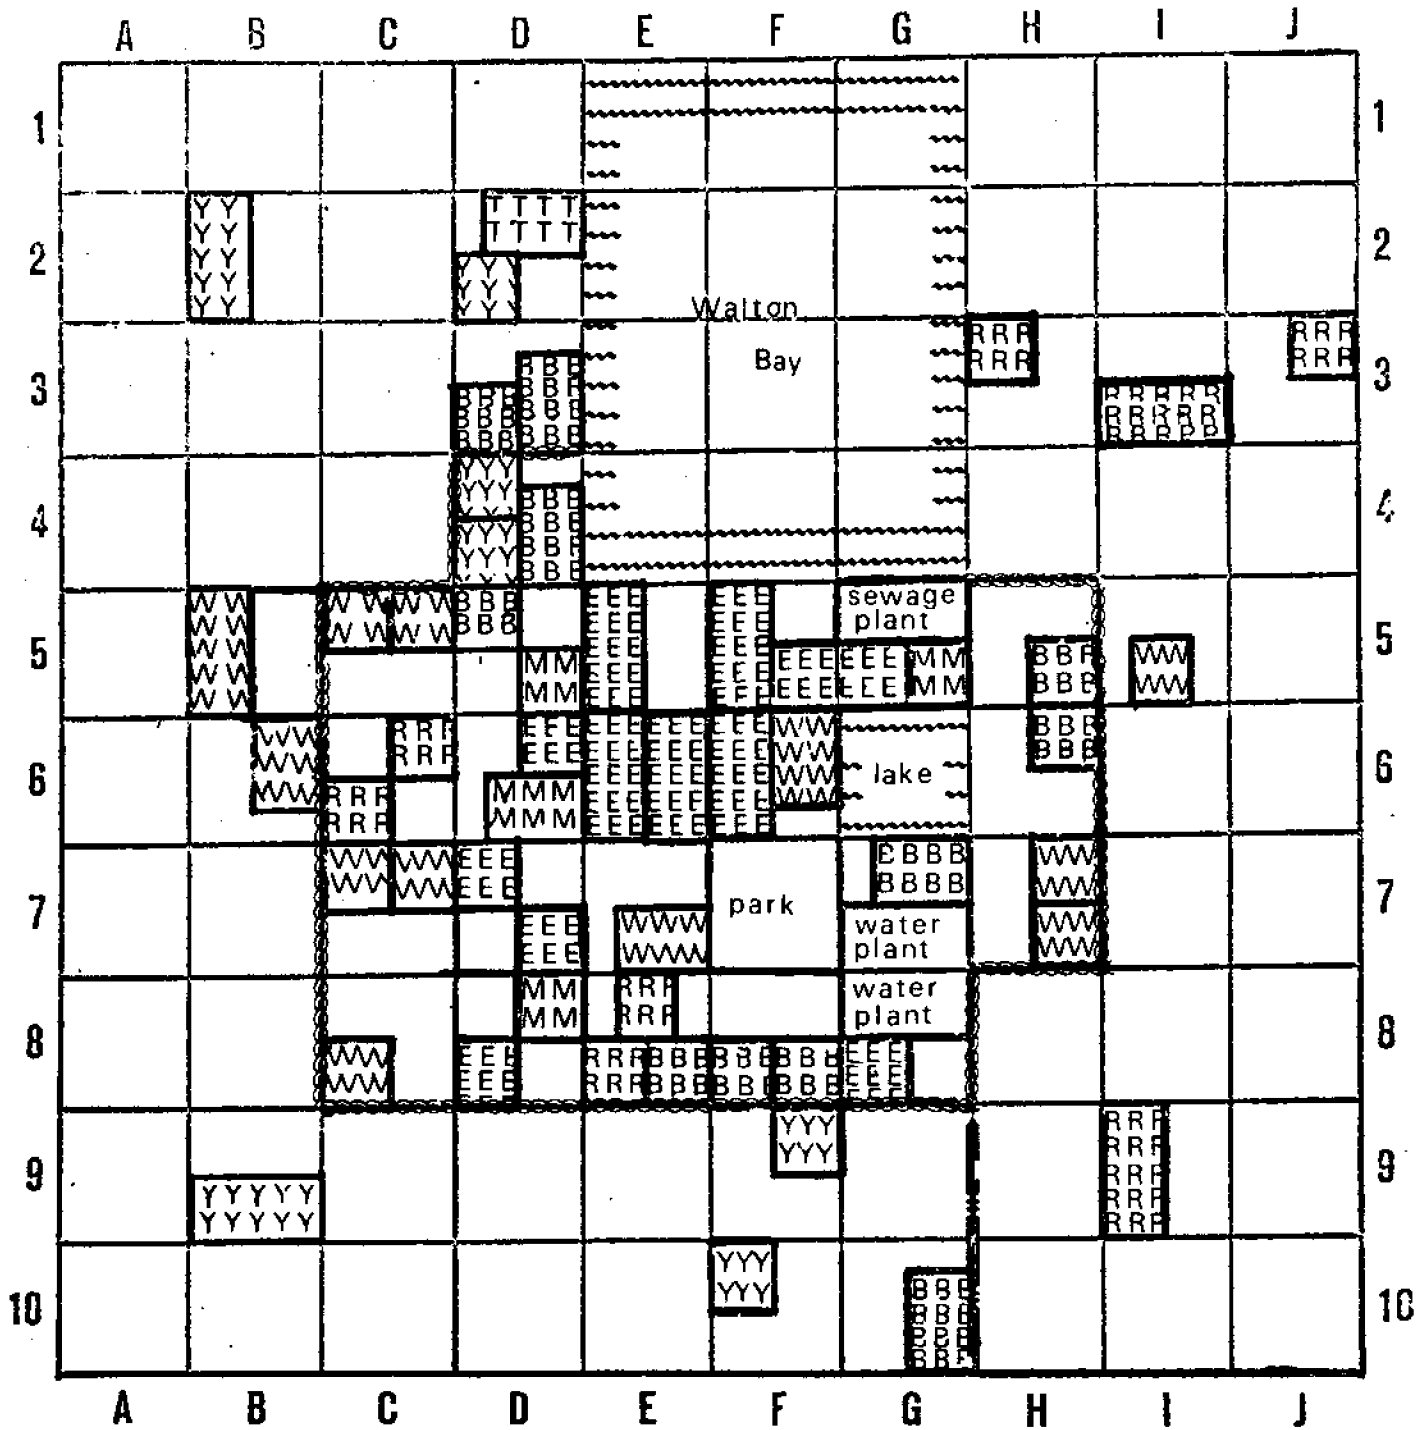 A B C D E F G H I J
1 1
Y Y T T T T
Y Y T T T T
2 2
Y Y Y Y
Y Y Y Y Y
Y Y Y Y
Walton
R R R R R R
R R R R R R
Bay
3 3
B B B
B B B R R R R R
B B B B B B R R R R R
B B B B B B
Y Y Y
Y Y Y B B B
4 4
Y Y Y B B B
Y Y Y B B B
B B B
W W W W W W B B B E E E E E E sewage
W W W W W W B B B E E E E E E plant
5 5
W W M M E E E E E E E E E E E E M M B B B W W
W W M M E E E E E E E E E E E E M M B B B W W
W W R R R E E E E E E E E E E E E W W B B B
W W R R R E E E E E E E E E E E E W W B B B
6 lake 6
W W R R R M M M E E E E E E E E E W W
R R R M M M E E E E E E E E E W W
W W W W E E E B B B B W W
W W W W E E E B B B B W W
7 park 7
E E E W W W water W W
E E E W W W plant W W
M M R R R water
M M R R R plant
8 8
W W E E E R R R B B B B B B B B B E E E
W W E E E R R R B B B B B B B B B E E E
Y Y Y R R R
Y Y Y R R R
9 9
Y Y Y Y Y R R R
Y Y Y Y Y R R R
R R R
Y Y Y
Y Y Y B B B
10 10
B B B
B B B
B B B
A B C D E F G H I J